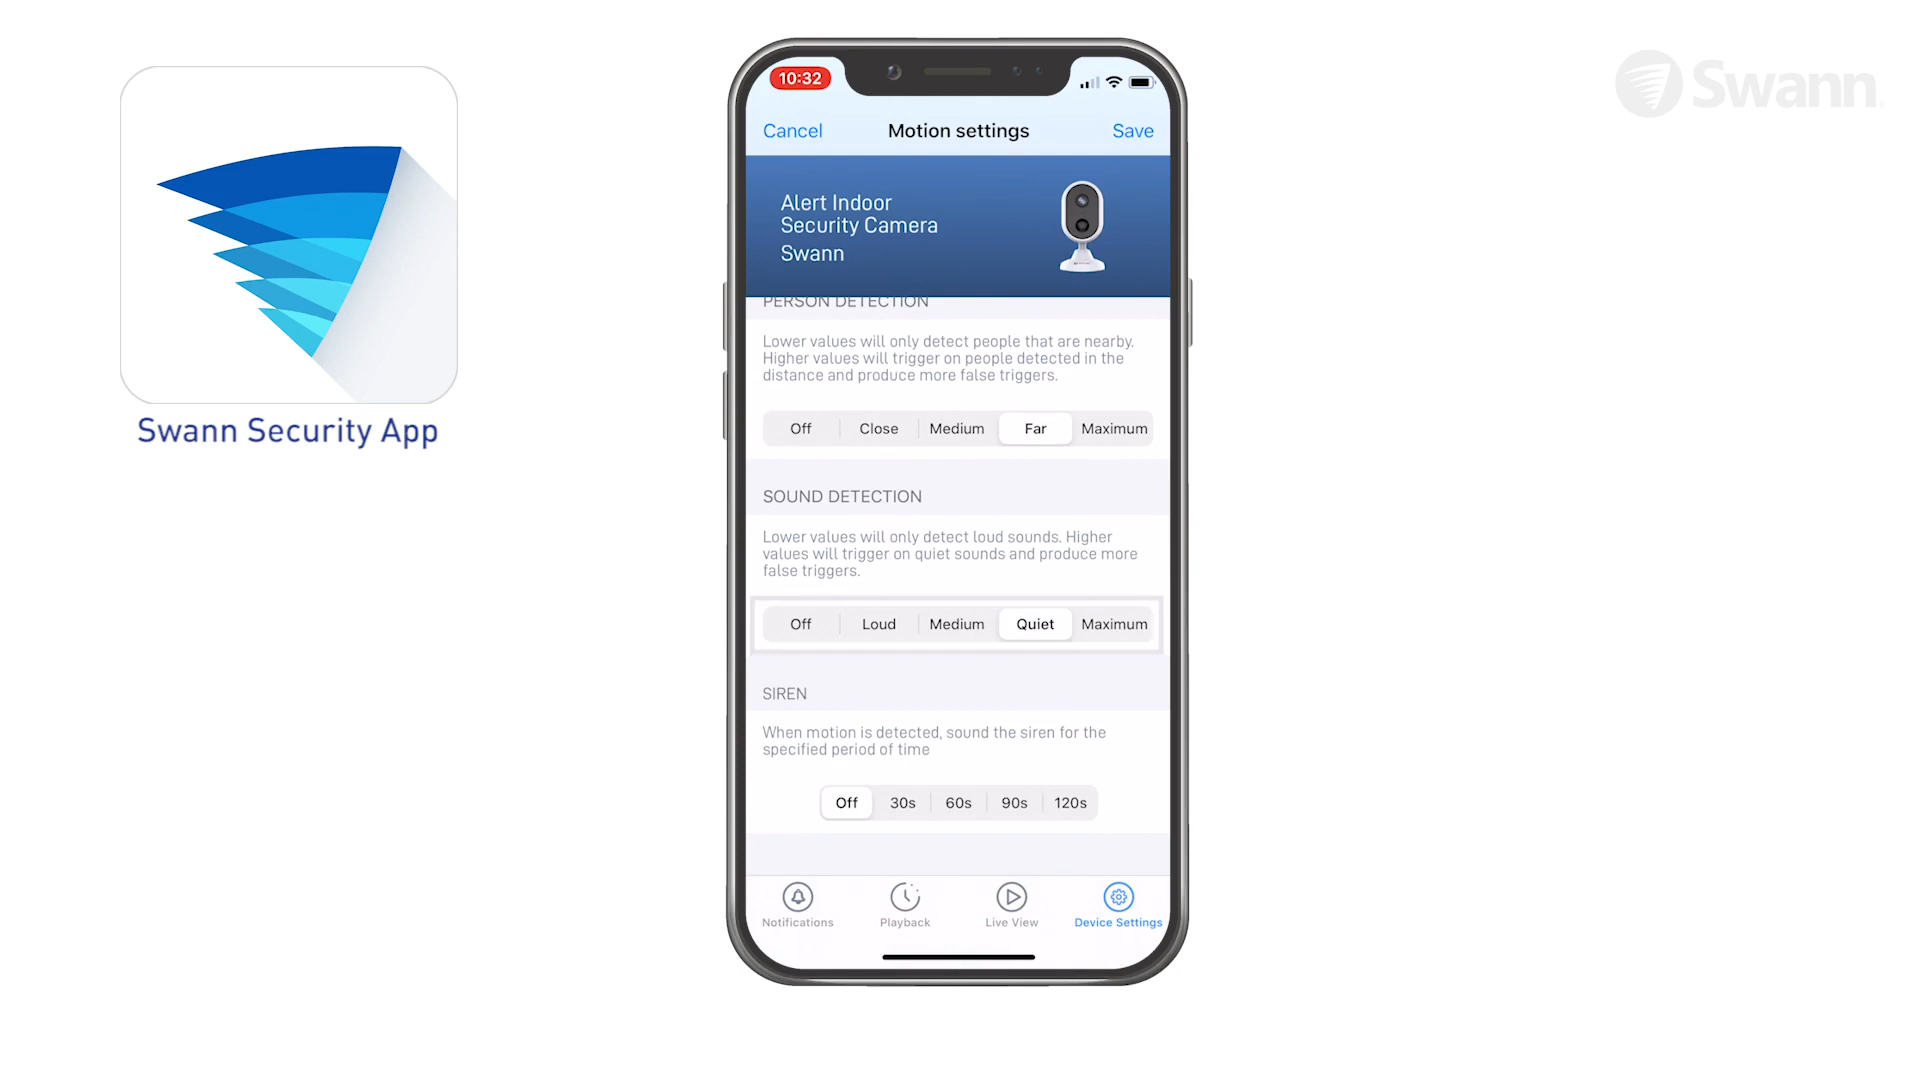 Swann
Swann Security App
10:32
Cancel
Motion settings
Save
Alert Indoor
Security Camera
Swann
PERSON DETECTION
Lower values will only detect people that are nearby.
Higher values will trigger on people detected in the
distance and produce more false triggers.
Off
Close
Medium
Far
Maximum
SOUND DETECTION
Lower values will only detect loud sounds. Higher
values will trigger on quiet sounds and produce more
false triggers.
Off
Loud
Medium
Quiet
Maximum
SIREN
When motion is detected, sound the siren for the
specified period of time
Off
30s
60s
90s
120s
Notifications
Playback
Live View
Device Settings